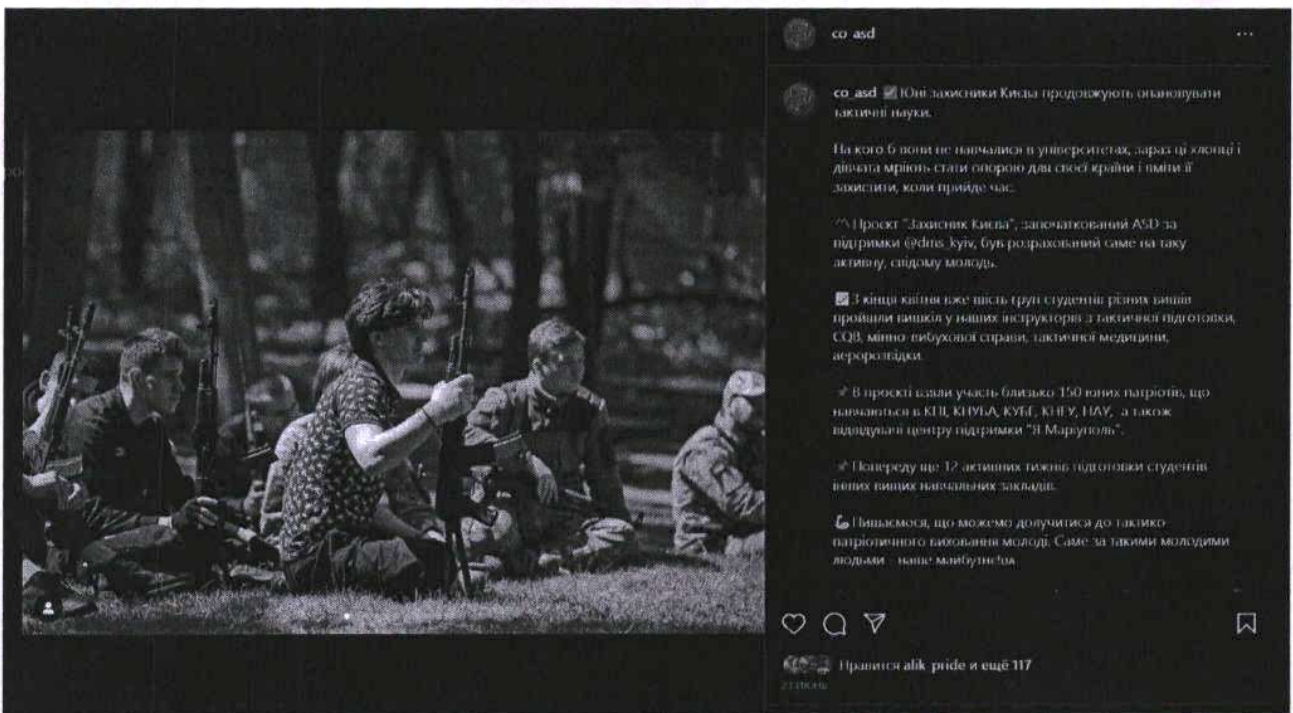 co_asd
co_asd ☑ Юні захисники Києва продовжують опановувати
тактичні науки.
На кого б вони не навчалися в університетах, зараз ці хлопці і
дівчата мріють стати опорою для своєї країни і вміти її
захистити, коли прийде час.
Проєкт "Захисник Києва", започаткований ASD за
підтримки @dms_kyiv, був розрахований саме на таку
активну, свідому молодь.
☑ З кінця квітня вже шість груп студентів різних вишів
пройшли вишкіл у наших інструкторів з тактичної підготовки,
CQB, мінно-вибухової справи, тактичної медицини,
аеророзвідки.
📌 В проєкті взяли участь близько 150 юних патріотів, що
навчаються в КПІ, КНУБА, КУБГ, КНЕУ, НАУ, а також
відвідувачі центру підтримки "Я Маріуполь".
📌 Попереду ще 12 активних тижнів підготовки студентів
інших вищих навчальних закладів.
💪 Пишаємося, що можемо долучитися до тактико-
патріотичного виховання молоді. Саме за такими молодими
людьми - наше майбутнє!
Нравится alik_pride и ещё 117
ИЮНЬ